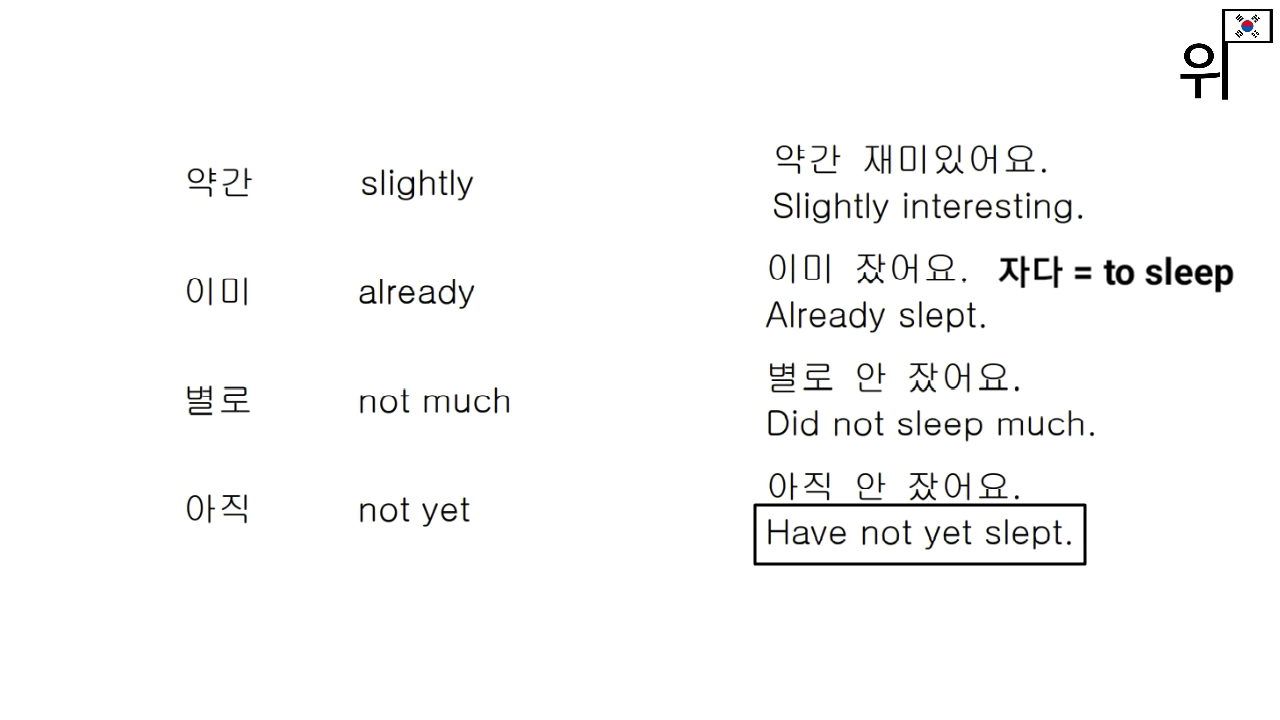 위
약간 slightly
약간 재미있어요.
Slightly interesting.
이미 already
이미 잤어요. 자다 = to sleep
Already slept.
별로 not much
별로 안 잤어요.
Did not sleep much.
아직 not yet
아직 안 잤어요.
Have not yet slept.